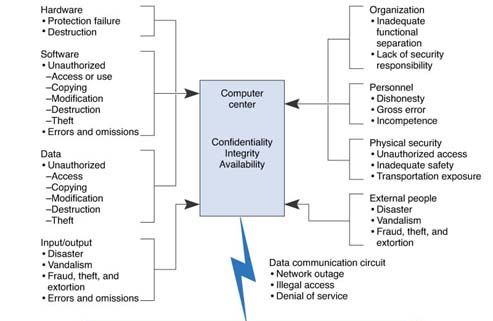 Hardware
• Protection failure
• Destruction
Software
• Unauthorized
–Access or use
–Copying
–Modification
–Destruction
–Theft
• Errors and omissions
Data
• Unauthorized
–Access
–Copying
–Modification
–Destruction
–Theft
Input/output
• Disaster
• Vandalism
• Fraud, theft, and
extortion
• Errors and omissions
Computer
center
Confidentiality
Integrity
Availability
Organization
• Inadequate
functional
separation
• Lack of security
responsibility
Personnel
• Dishonesty
• Gross error
• Incompetence
Physical security
• Unauthorized access
• Inadequate safety
• Transportation exposure
External people
• Disaster
• Vandalism
• Fraud, theft, and
extortion
Data communication circuit
• Network outage
• Illegal access
• Denial of service